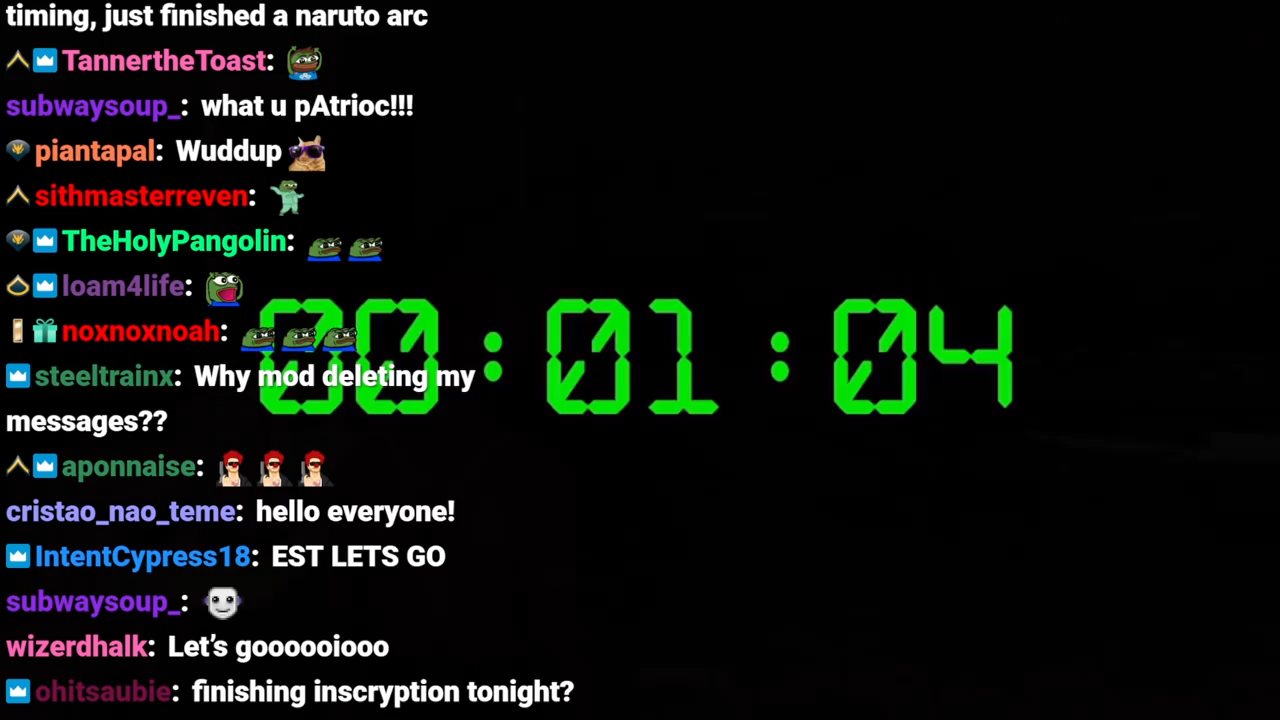 timing, just finished a naruto arc
TannertheToast:
subwaysoup_: what u pAtrioc!!!
piantapal: Wuddup
sithmasterreven:
TheHolyPangolin:
loam4life:
noxnoxnoah:
00:01:04
steeltrainx: Why mod deleting my
messages??
aponnaise:
cristao_nao_teme: hello everyone!
IntentCypress18: EST LETS GO
subwaysoup_:
wizerdhalk: Let’s goooooiooo
ohitsaubie: finishing inscryption tonight?